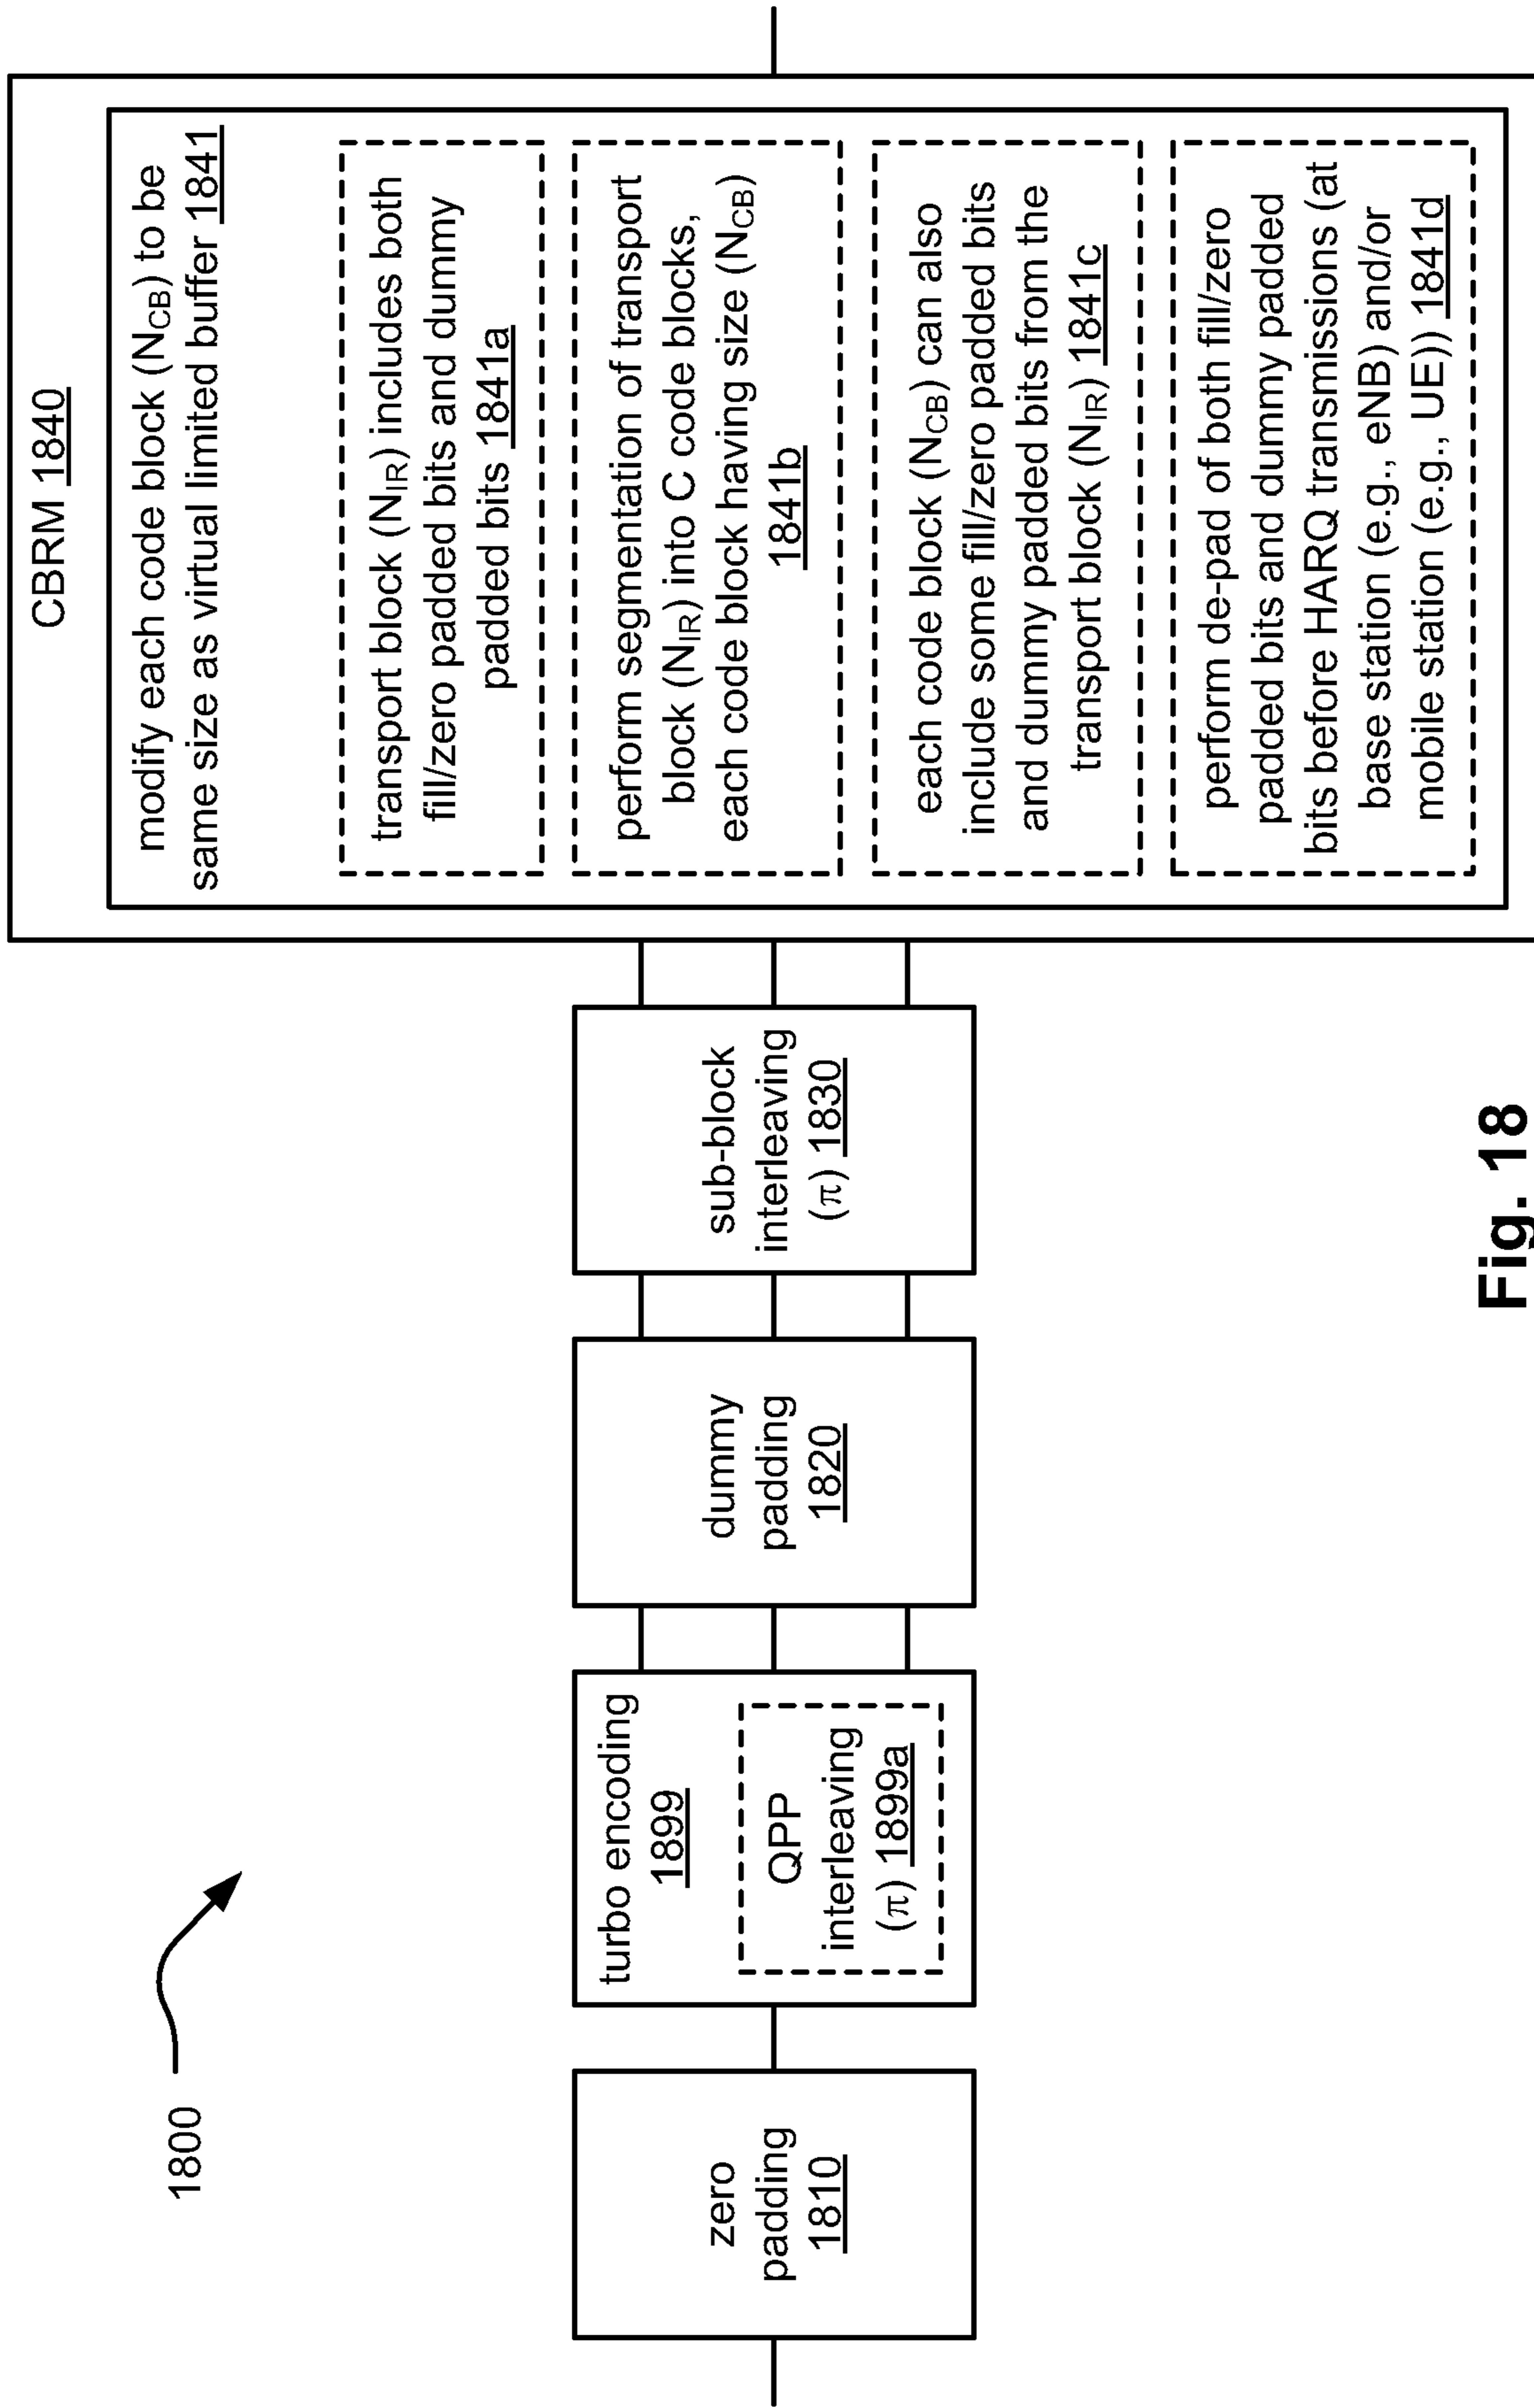 1800
zero
padding
1810
turbo encoding
1899
QPP
interleaving
(π) 1899a
dummy
padding
1820
sub-block
interleaving
(π) 1830
CBRM 1840
modify each code block (NCB) to be
same size as virtual limited buffer 1841
transport block (NIR) includes both
fill/zero padded bits and dummy
padded bits 1841a
perform segmentation of transport
block (NIR) into C code blocks,
each code block having size (NCB)
1841b
each code block (NCB) can also
include some fill/zero padded bits
and dummy padded bits from the
transport block (NIR) 1841c
perform de-pad of both fill/zero
padded bits and dummy padded
bits before HARQ transmissions (at
base station (e.g., eNB) and/or
mobile station (e.g., UE)) 1841d
Fig. 18